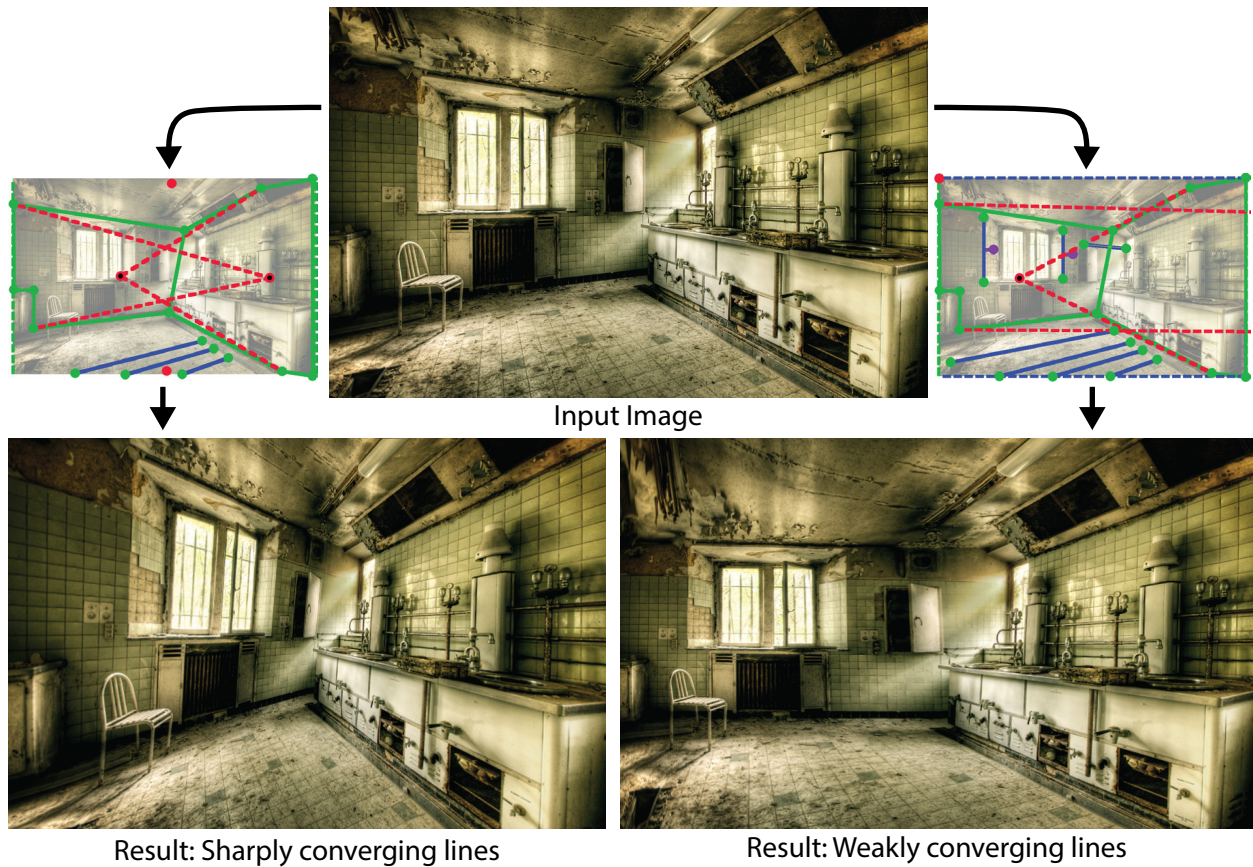 Input Image
Result: Sharply converging lines
Result: Weakly converging lines